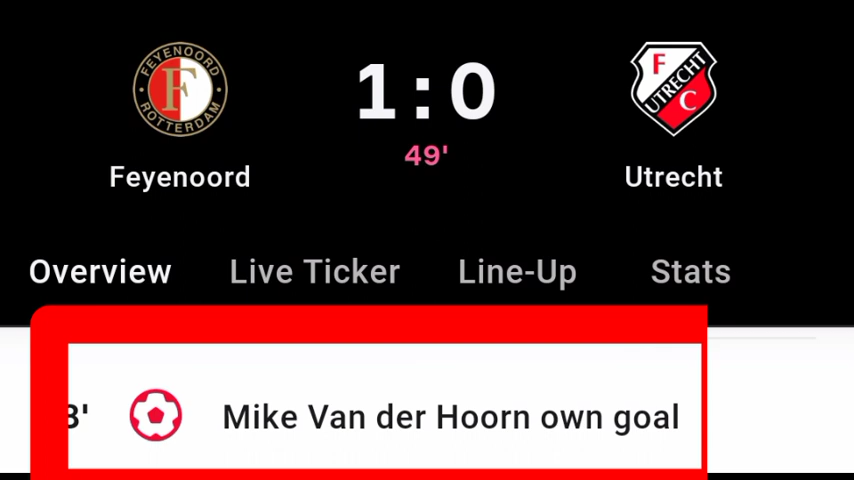 FEYENOORD
F
ROTTERDAM
1:0
F
UTRECHT
C
49'
Feyenoord
Utrecht
Overview Live Ticker Line-Up Stats
3' Mike Van der Hoorn own goal